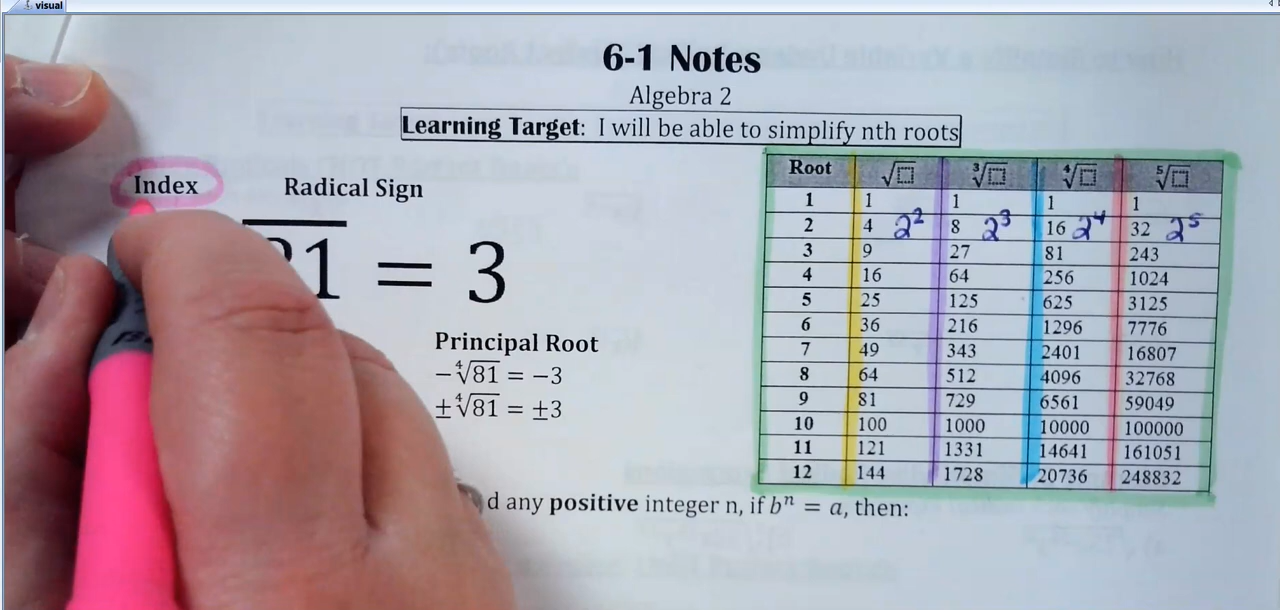 visual
6-1 Notes
Algebra 2
Learning Target: I will be able to simplify nth roots
Index
Radical Sign
1 = 3
Principal Root
−∜81 = −3
±∜81 = ±3
Root √⬚ ∛⬚ ∜⬚ ⁵√⬚
1 1 1 1 1
2 4 2² 8 2³ 16 2⁴ 32 2⁵
3 9 27 81 243
4 16 64 256 1024
5 25 125 625 3125
6 36 216 1296 7776
7 49 343 2401 16807
8 64 512 4096 32768
9 81 729 6561 59049
10 100 1000 10000 100000
11 121 1331 14641 161051
12 144 1728 20736 248832
d any positive integer n, if bⁿ = a, then: